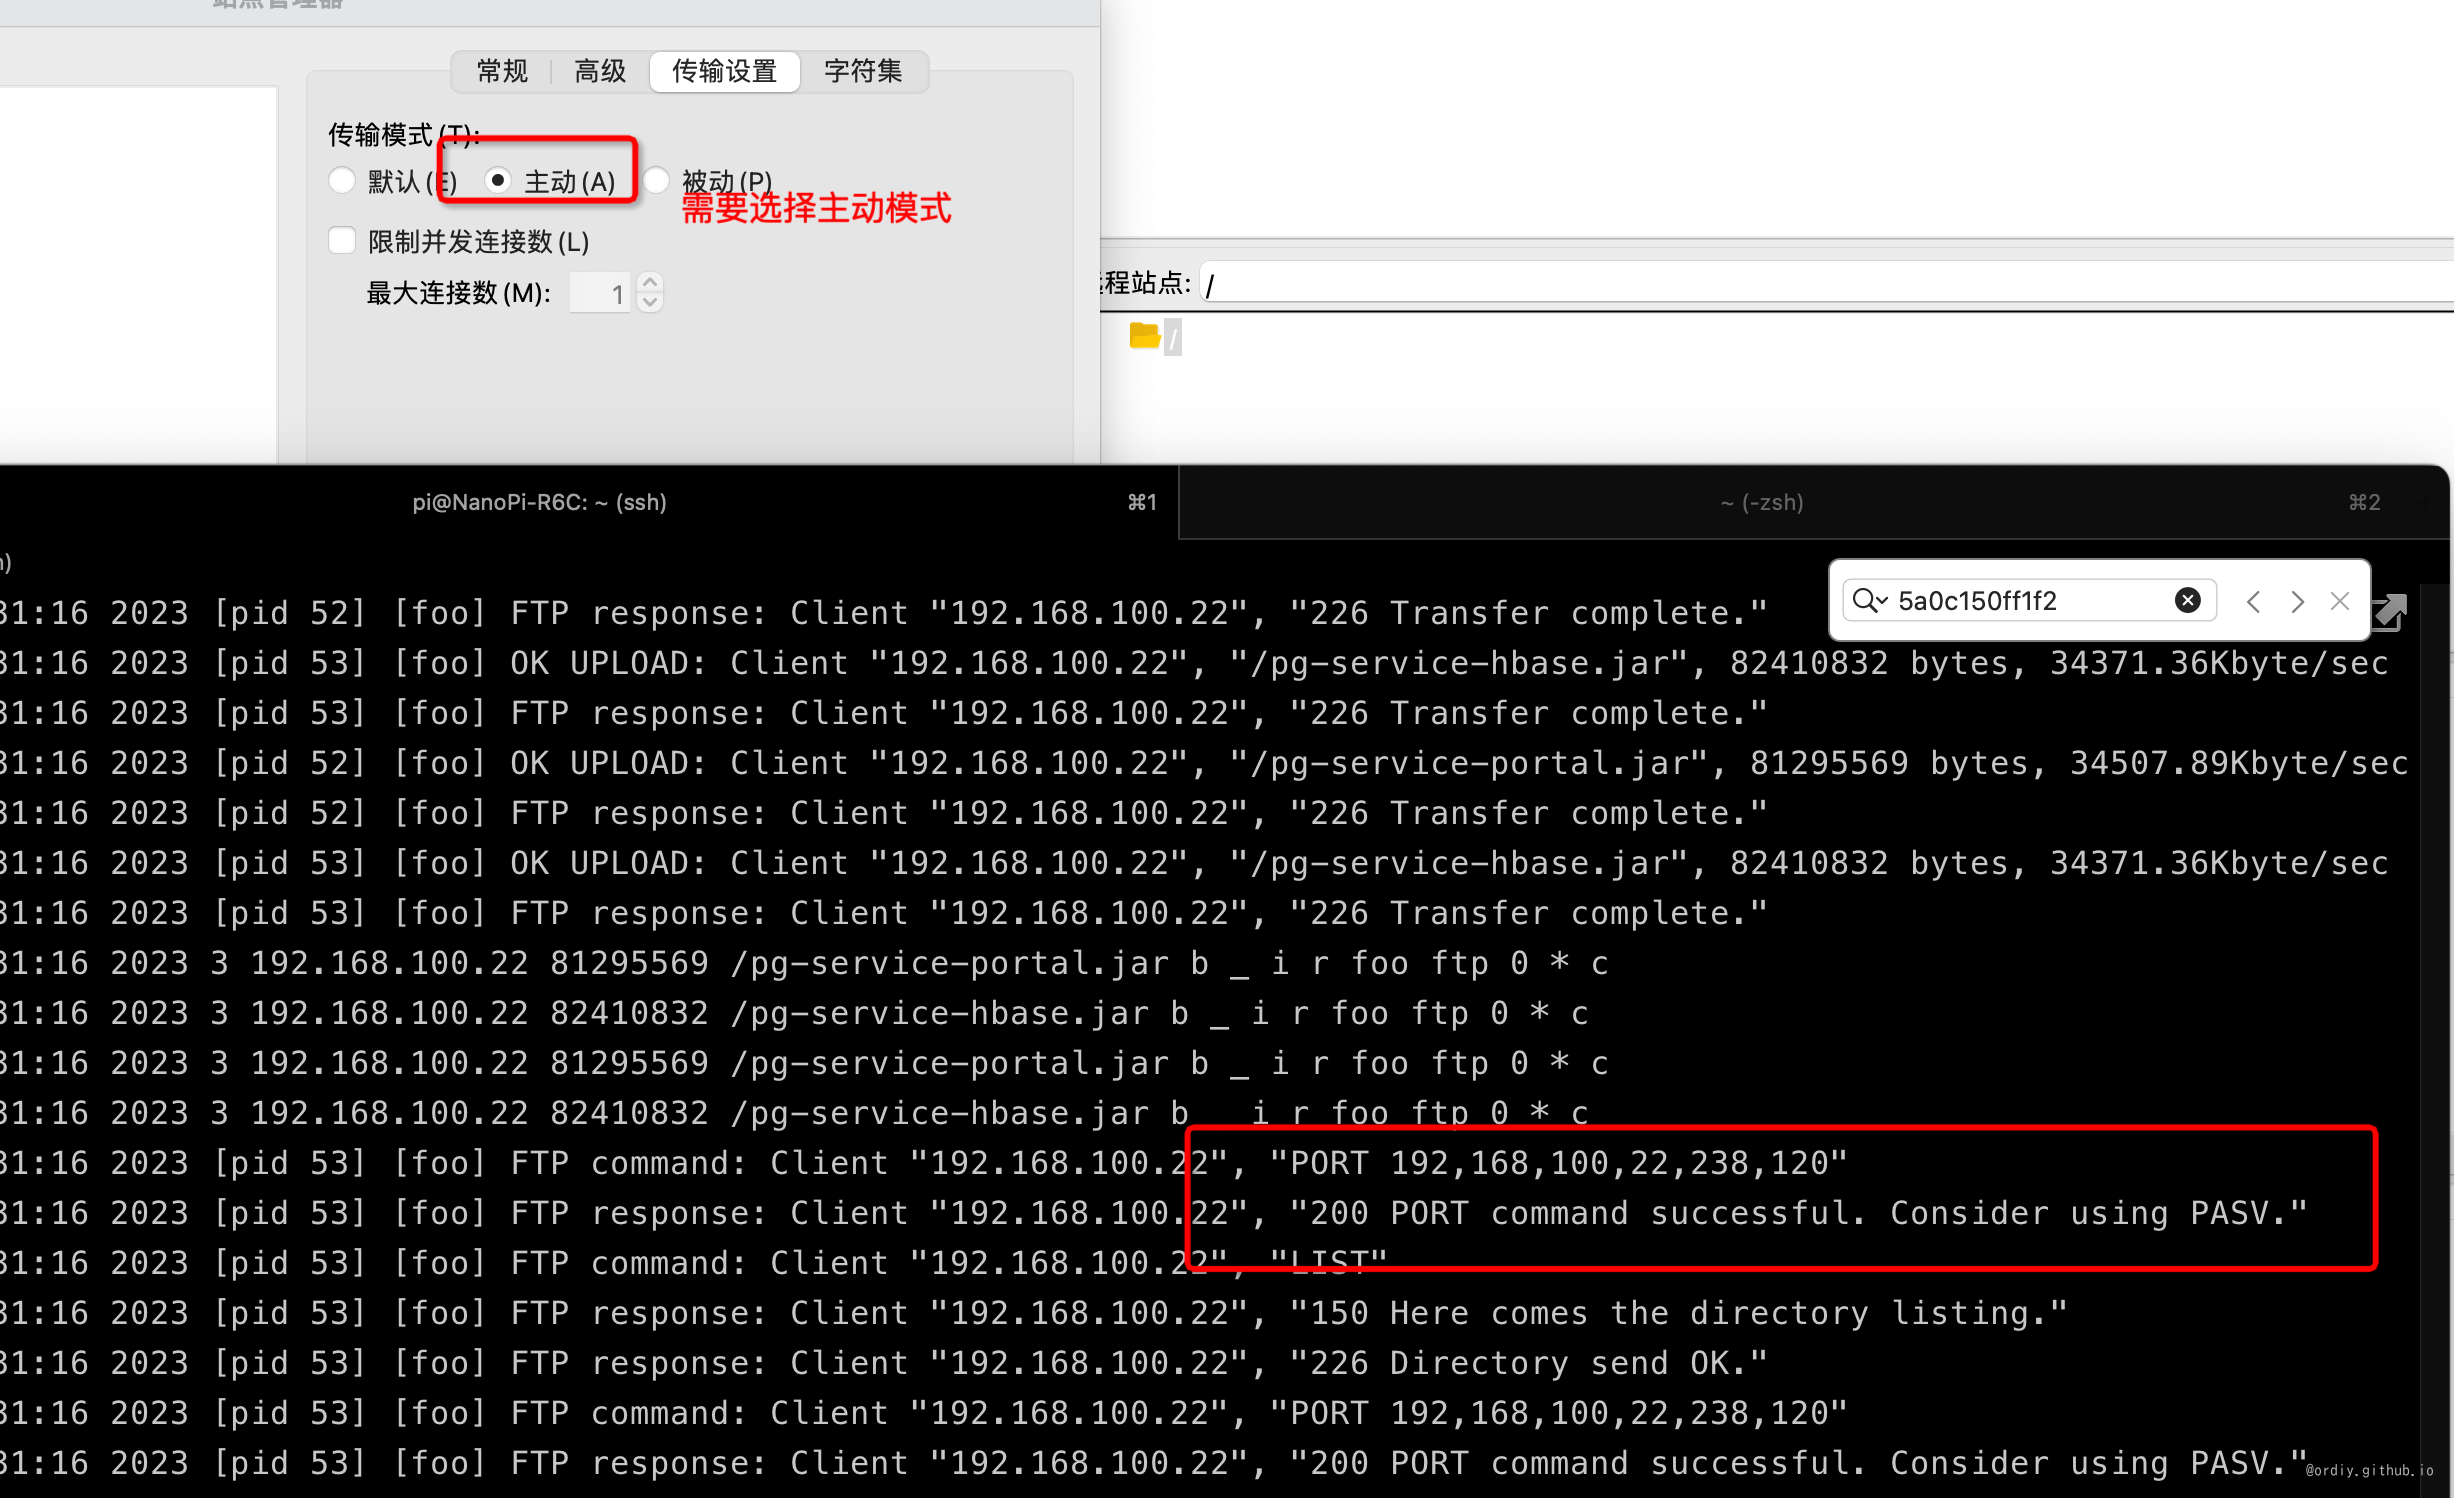 站点管理器
常规 高级 传输设置 字符集
传输模式(T):
默认(E) 主动(A) 被动(P)
需要选择主动模式
限制并发连接数(L)
最大连接数(M): 1
程站点: /
/
pi@NanoPi-R6C: ~ (ssh) ⌘1 ~ (-zsh) ⌘2
)
5a0c150ff1f2
31:16 2023 [pid 52] [foo] FTP response: Client "192.168.100.22", "226 Transfer complete."
31:16 2023 [pid 53] [foo] OK UPLOAD: Client "192.168.100.22", "/pg-service-hbase.jar", 82410832 bytes, 34371.36Kbyte/sec
31:16 2023 [pid 53] [foo] FTP response: Client "192.168.100.22", "226 Transfer complete."
31:16 2023 [pid 52] [foo] OK UPLOAD: Client "192.168.100.22", "/pg-service-portal.jar", 81295569 bytes, 34507.89Kbyte/sec
31:16 2023 [pid 52] [foo] FTP response: Client "192.168.100.22", "226 Transfer complete."
31:16 2023 [pid 53] [foo] OK UPLOAD: Client "192.168.100.22", "/pg-service-hbase.jar", 82410832 bytes, 34371.36Kbyte/sec
31:16 2023 [pid 53] [foo] FTP response: Client "192.168.100.22", "226 Transfer complete."
31:16 2023 3 192.168.100.22 81295569 /pg-service-portal.jar b _ i r foo ftp 0 * c
31:16 2023 3 192.168.100.22 82410832 /pg-service-hbase.jar b _ i r foo ftp 0 * c
31:16 2023 3 192.168.100.22 81295569 /pg-service-portal.jar b _ i r foo ftp 0 * c
31:16 2023 3 192.168.100.22 82410832 /pg-service-hbase.jar b i r foo ftp 0 * c
31:16 2023 [pid 53] [foo] FTP command: Client "192.168.100.22", "PORT 192,168,100,22,238,120"
31:16 2023 [pid 53] [foo] FTP response: Client "192.168.100.22", "200 PORT command successful. Consider using PASV."
31:16 2023 [pid 53] [foo] FTP command: Client "192.168.100.22", "LIST"
31:16 2023 [pid 53] [foo] FTP response: Client "192.168.100.22", "150 Here comes the directory listing."
31:16 2023 [pid 53] [foo] FTP response: Client "192.168.100.22", "226 Directory send OK."
31:16 2023 [pid 53] [foo] FTP command: Client "192.168.100.22", "PORT 192,168,100,22,238,120"
31:16 2023 [pid 53] [foo] FTP response: Client "192.168.100.22", "200 PORT command successful. Consider using PASV."
@ordiy.github.io